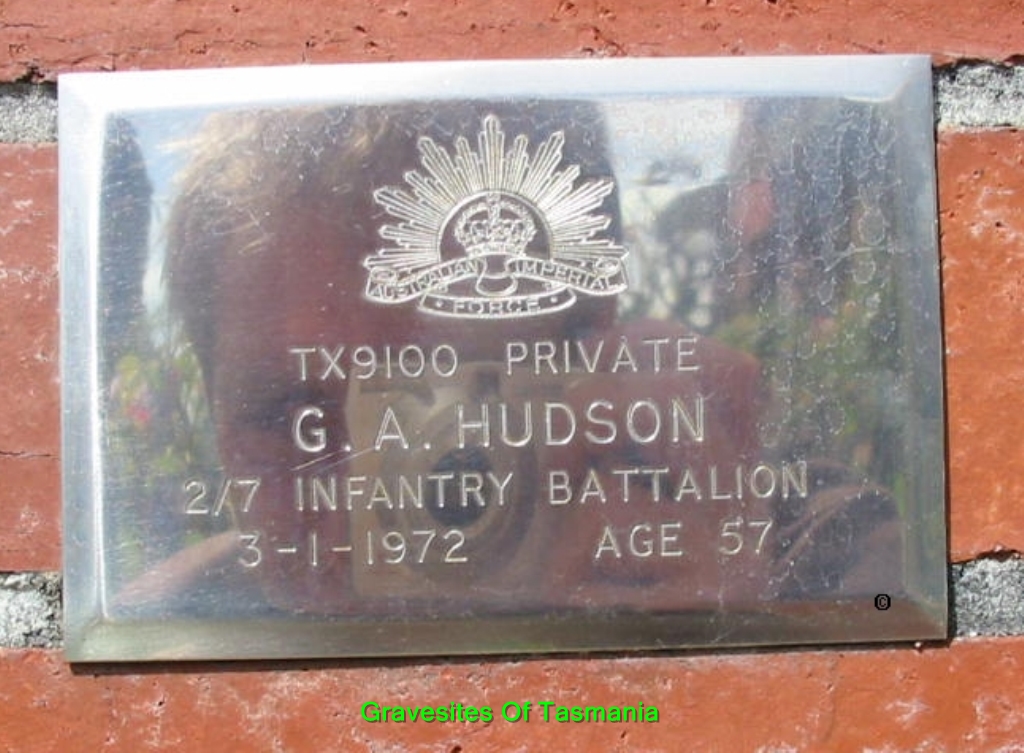 AUSTRALIAN IMPERIAL
FORCE
TX9100 PRIVATE
G. A. HUDSON
2/7 INFANTRY BATTALION
3-1-1972 AGE 57
©
Gravesites Of Tasmania